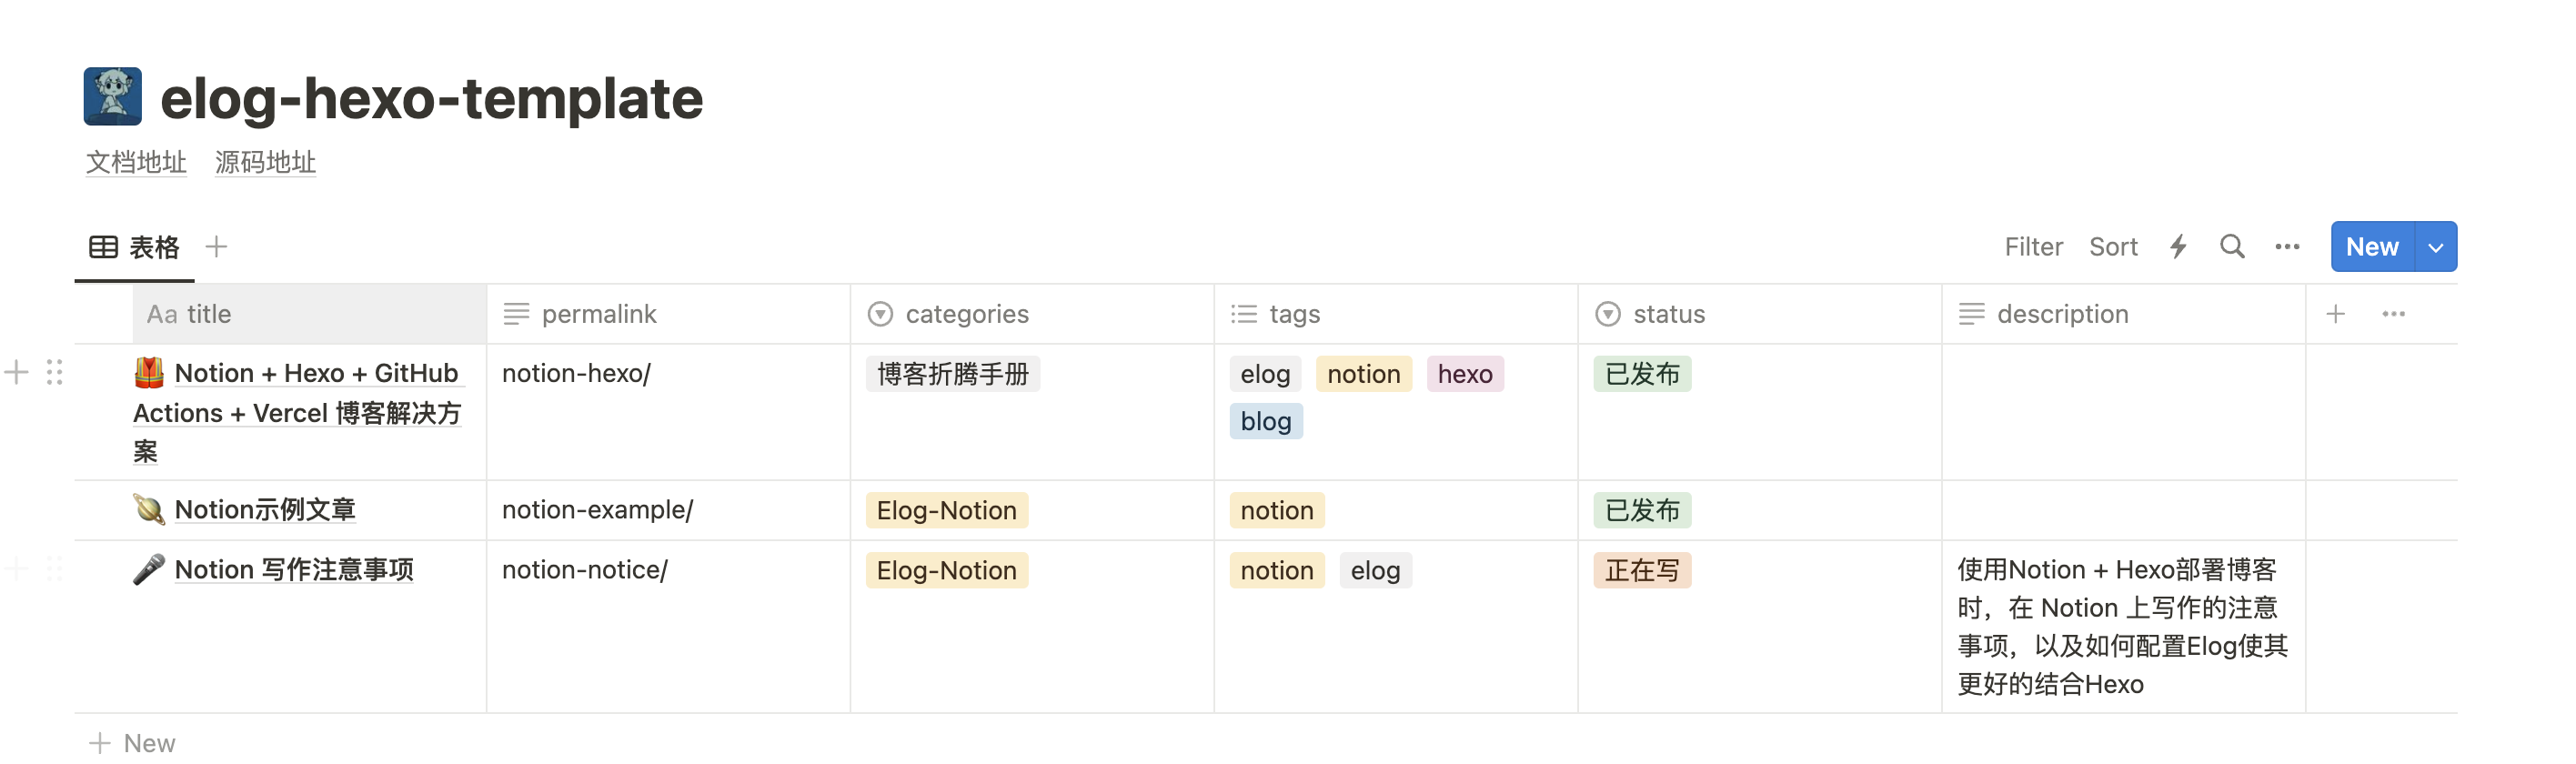 elog-hexo-template
文档地址 源码地址
表格
Filter Sort New
Aa title permalink categories tags status description
Notion + Hexo + GitHub
Actions + Vercel 博客解决方
案
notion-hexo/
博客折腾手册
elog notion hexo
blog
已发布
Notion示例文章
notion-example/
Elog-Notion
notion
已发布
Notion 写作注意事项
notion-notice/
Elog-Notion
notion elog
正在写
使用Notion + Hexo部署博客
时，在 Notion 上写作的注意
事项，以及如何配置Elog使其
更好的结合Hexo
New